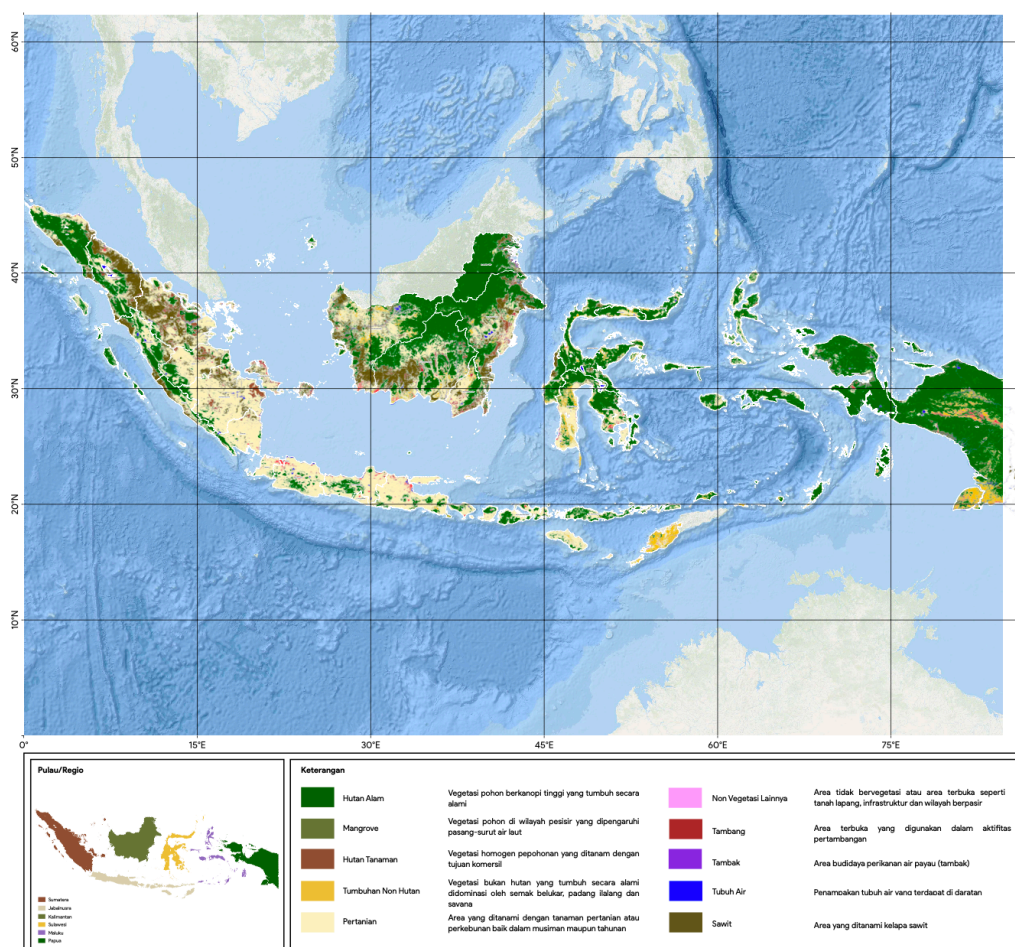 60°N
50°N
40°N
30°N
20°N
10°N
0° 15°E 30°E 45°E 60°E 75°E
Pulau/Regio
Sumatera
Jabalnusra
Kalimantan
Sulawesi
Maluku
Papua
Keterangan
Hutan Alam
Vegetasi pohon berkanopi tinggi yang tumbuh secara
alami
Mangrove
Vegetasi pohon di wilayah pesisir yang dipengaruhi
pasang-surut air laut
Hutan Tanaman
Vegetasi homogen pepohonan yang ditanam dengan
tujuan komersil
Tumbuhan Non Hutan
Vegetasi bukan hutan yang tumbuh secara alami
didominasi oleh semak belukar, padang ilalang dan
savana
Pertanian
Area yang ditanami dengan tanaman pertanian atau
perkebunan baik dalam musiman maupun tahunan
Non Vegetasi Lainnya
Area tidak bervegetasi atau area terbuka seperti
tanah lapang, infrastruktur dan wilayah berpasir
Tambang
Area terbuka yang digunakan dalam aktifitas
pertambangan
Tambak
Area budidaya perikanan air payau (tambak)
Tubuh Air
Penampakan tubuh air yang terdapat di daratan
Sawit
Area yang ditanami kelapa sawit